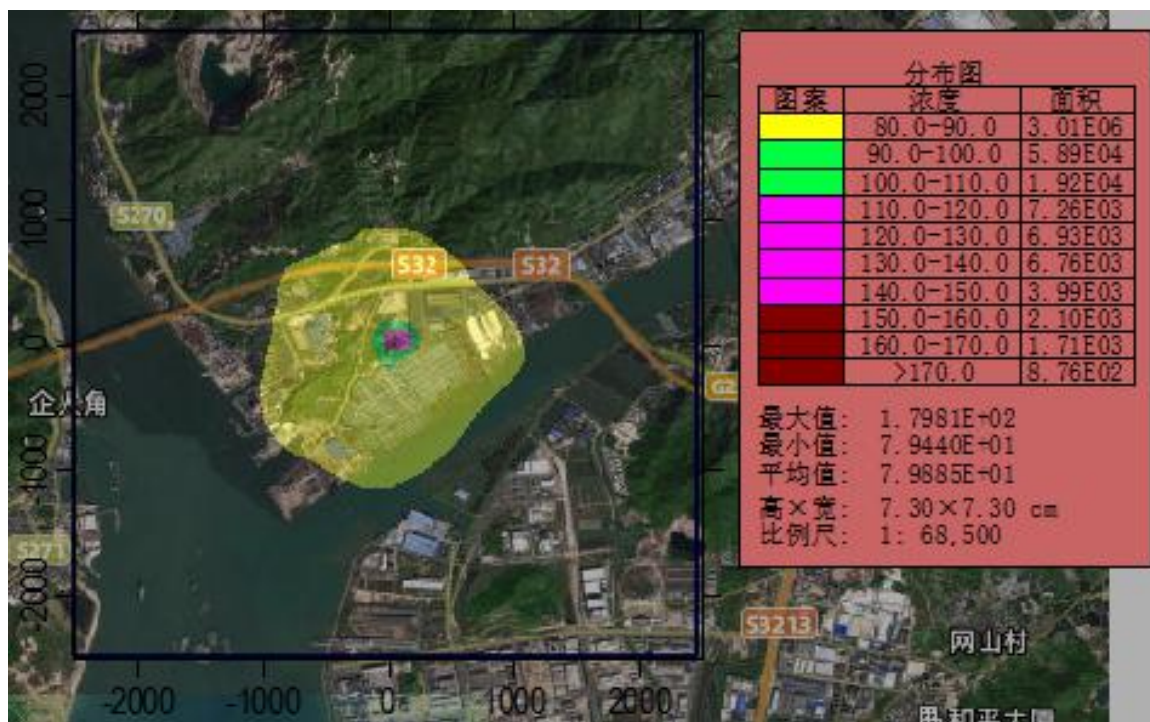 分布图
图案 浓度 面积
80.0-90.0 3.01E06
90.0-100.0 5.89E04
100.0-110.0 1.92E04
110.0-120.0 7.26E03
120.0-130.0 6.93E03
130.0-140.0 6.76E03
140.0-150.0 3.99E03
150.0-160.0 2.10E03
160.0-170.0 1.71E03
>170.0 8.76E02
最大值: 1.7981E+02
最小值: 7.9440E+01
平均值: 7.9885E+01
高×宽: 7.30×7.30 cm
比例尺: 1: 68,500
2000
1000
0
-1000
-2000
S270
S32
S32
企人角
S271
S3213
网山村
-2000 -1000 0 1000 2000